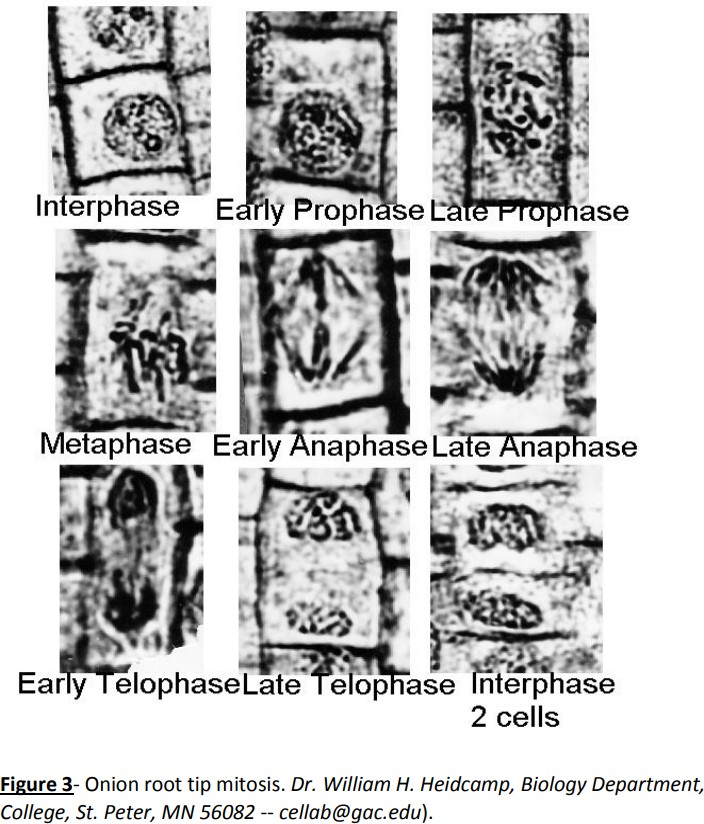 Interphase
Early Prophase Late Prophase
Metaphase Early Anaphase Late Anaphase
Early Telophase Late Telophase Interphase
2 cells
Figure 3- Onion root tip mitosis. Dr. William H. Heidcamp, Biology Department,
College, St. Peter, MN 56082 -- cellab@gac.edu).